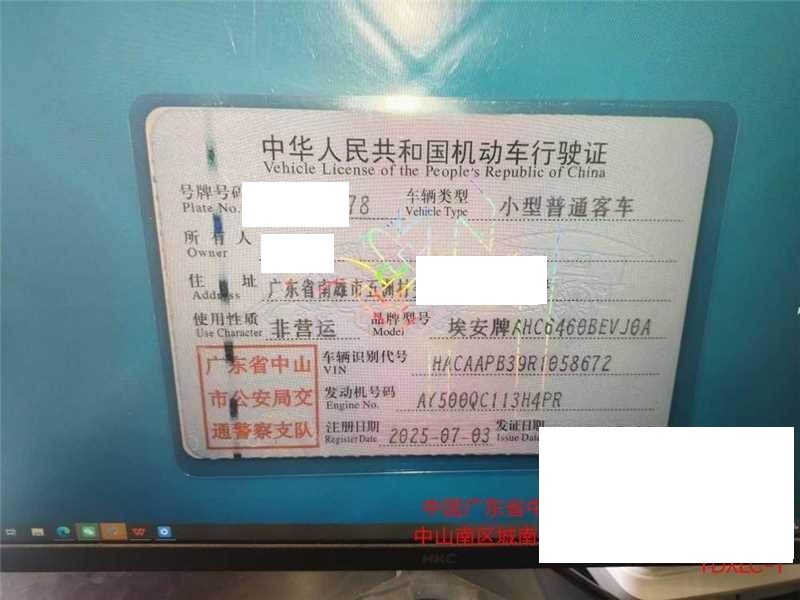 中华人民共和国机动车行驶证
Vehicle License of the People's Republic of China
号牌号码 78 车辆类型 小型普通客车
Plate No. Vehicle Type
所有人
Owner
住址 广东省南雄市
Address
使用性质 非营运 品牌型号 埃安牌AHC6460BEVJ0A
Use Character Model
广东省中山
市公安局交
通警察支队
车辆识别代号 HACAAPB39R1058672
VIN
发动机号码 AY500QC113H4PR
Engine No.
注册日期 2025-07-03 发证日期
Register Date Issue Date
中国广东省中
中山南区城南
HKC